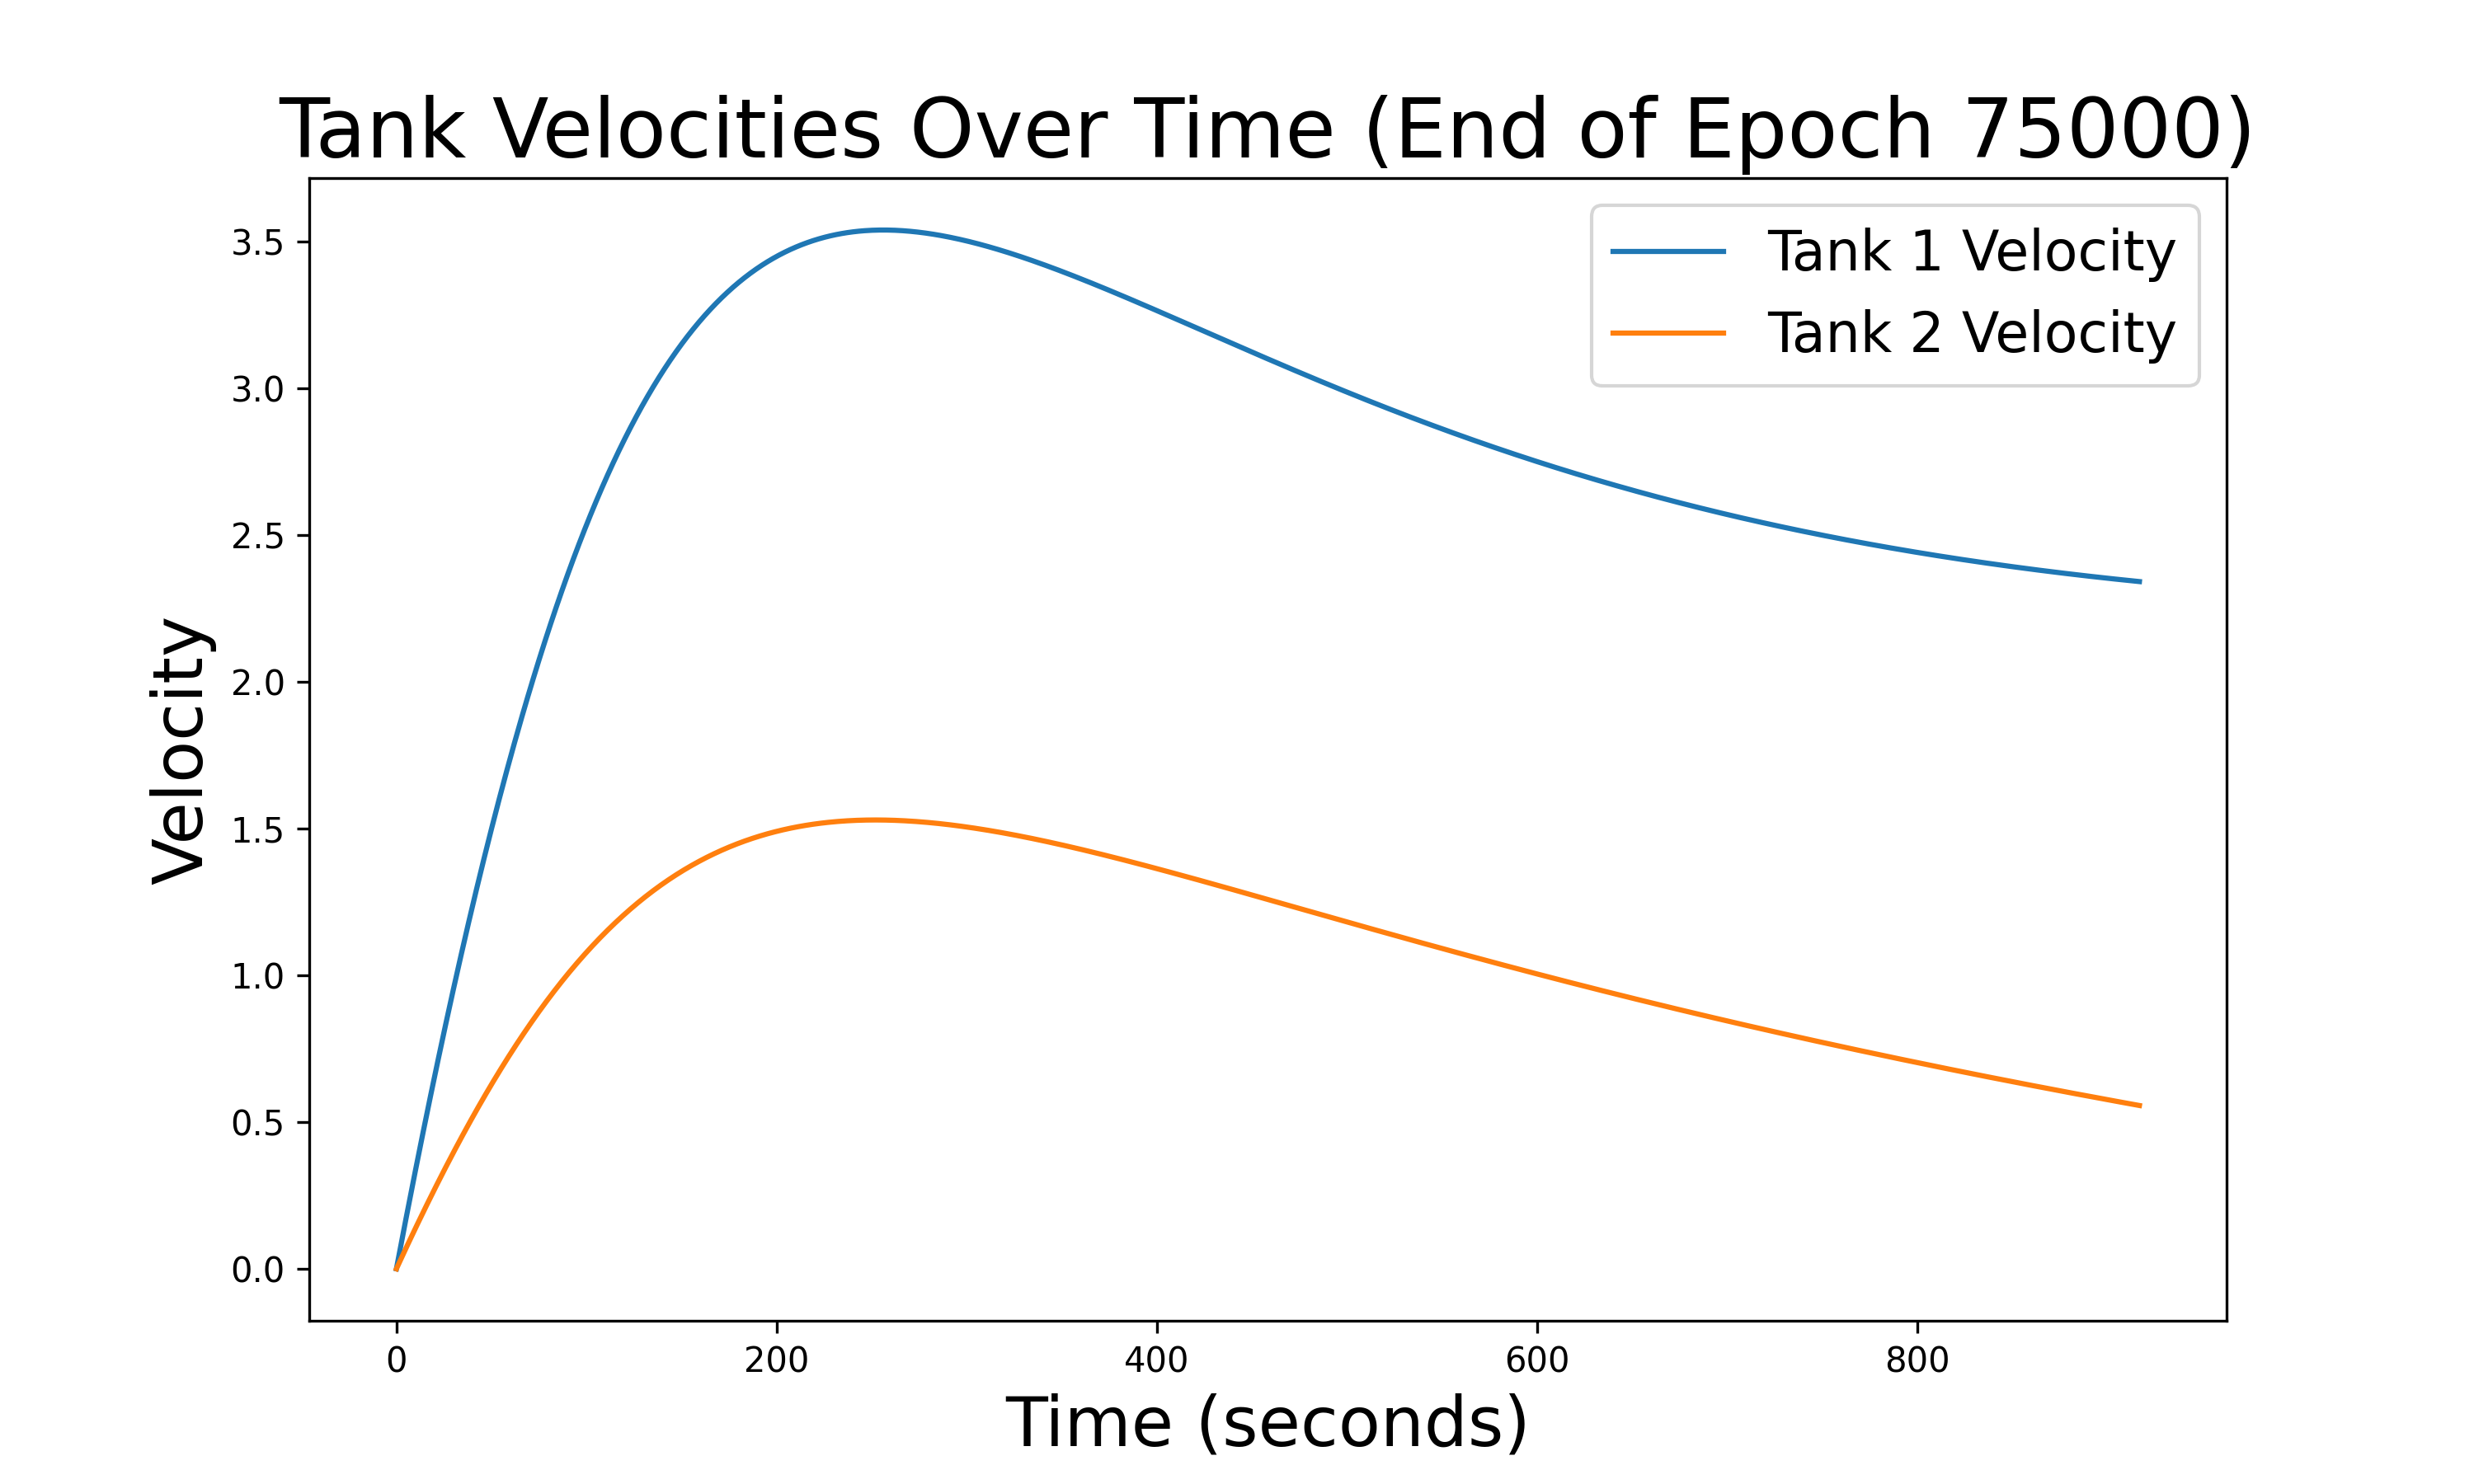 Tank Velocities Over Time (End of Epoch 75000)
Tank 1 Velocity
Tank 2 Velocity
Velocity
3.5
3.0
2.5
2.0
1.5
1.0
0.5
0.0
0 200 400 600 800
Time (seconds)